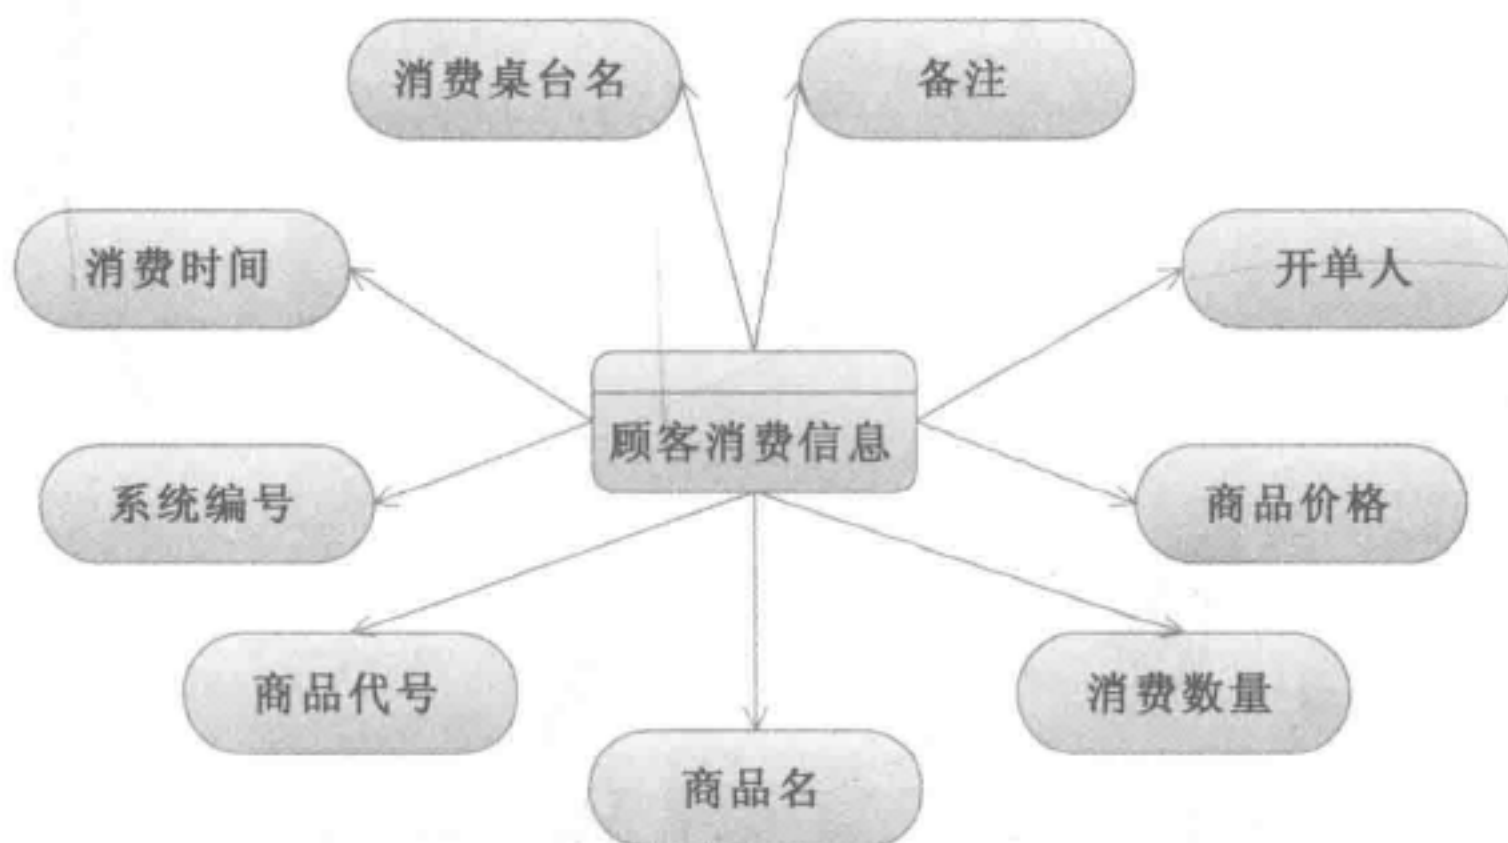 消费桌台名
备注
消费时间
开单人
顾客消费信息
系统编号
商品价格
商品代号
消费数量
商品名